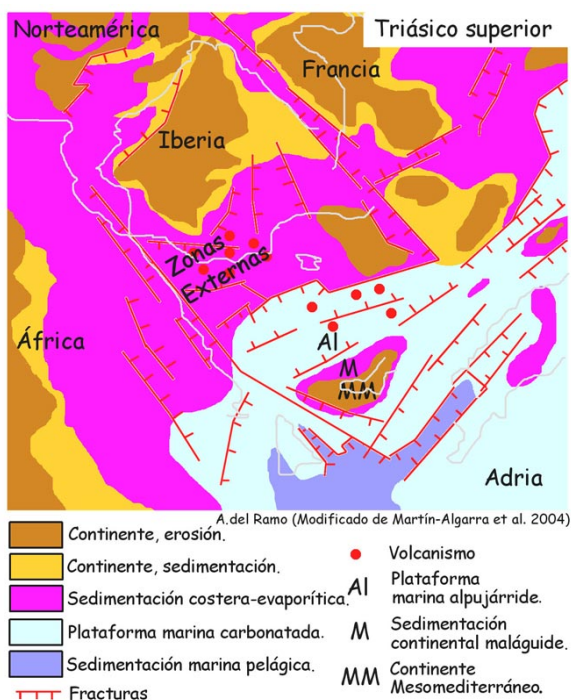 Norteamérica
Triásico superior
Francia
Iberia
Zonas
Externas
África
Al
M
MM
Adria
A.del Ramo (Modificado de Martín-Algarra et al. 2004)
Continente, erosión.
Continente, sedimentación.
Sedimentación costera-evaporítica.
Plataforma marina carbonatada.
Sedimentación marina pelágica.
Fracturas
Volcanismo
Al Plataforma
marina alpujárride.
M Sedimentación
continental maláguide.
MM Continente
Mesomediterráneo.